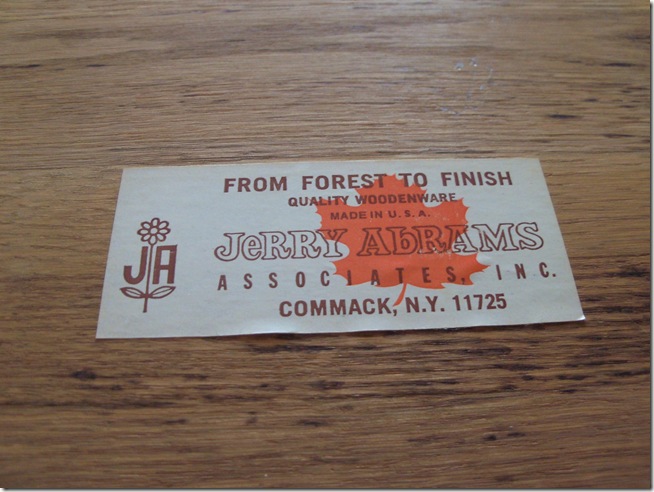 FROM FOREST TO FINISH
QUALITY WOODENWARE
MADE IN U.S.A.
JeRRY AbRAMS
ASSOCIATES, INC.
COMMACK, N.Y. 11725
JA